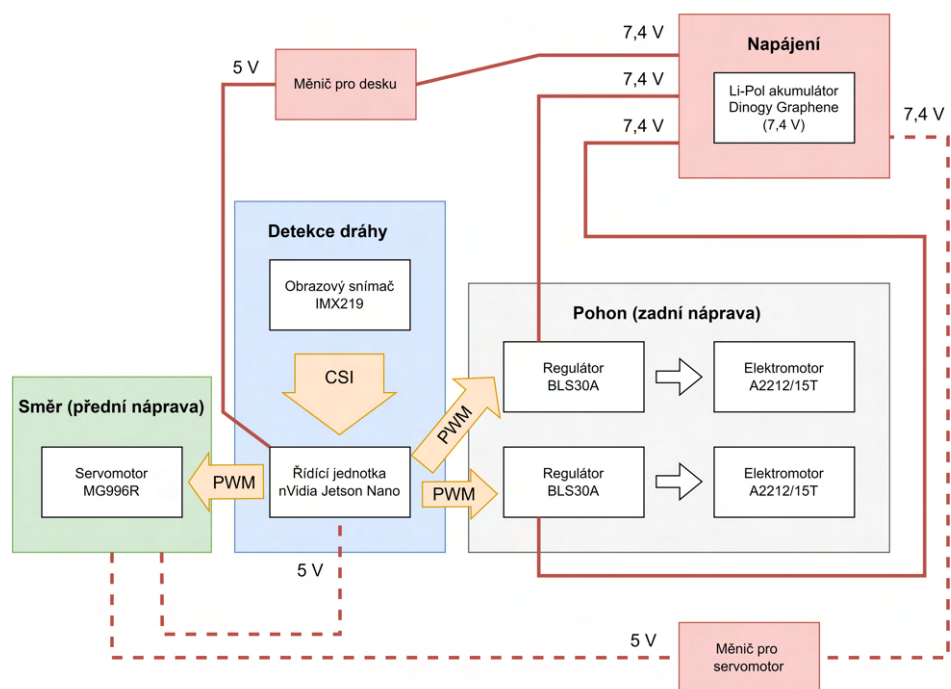 7,4 V
Napájení
5 V
Měnič pro desku
7,4 V
Li-Pol akumulátor
Dinogy Graphene
(7,4 V)
7,4 V
7,4 V
Detekce dráhy
Obrazový snímač
IMX219
Pohon (zadní náprava)
CSI
Regulátor
BLS30A
Elektromotor
A2212/15T
Směr (přední náprava)
PWM
Servomotor
MG996R
PWM
Řídící jednotka
nVidia Jetson Nano
PWM
Regulátor
BLS30A
Elektromotor
A2212/15T
5 V
5 V
Měnič pro
servomotor